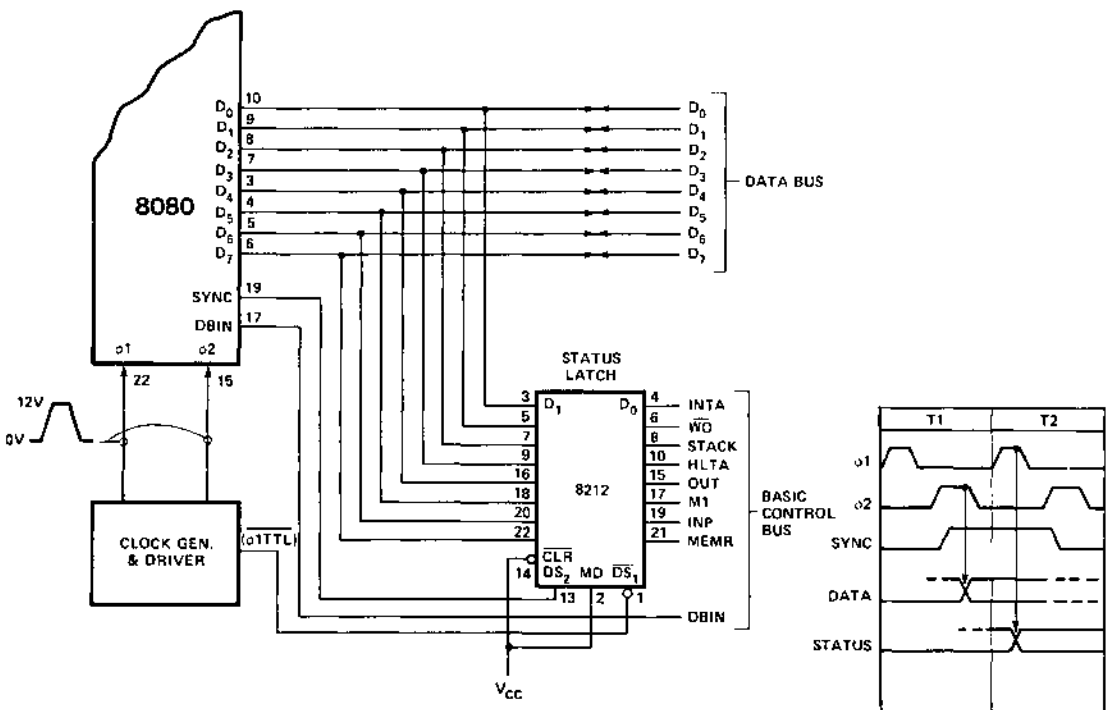 8080
D0 10
D1 9
D2 8
D3 7
D4 3
D5 4
D6 5
D7 6
SYNC 19
DBIN 17
φ1 φ2
22 15
D0
D1
D2
D3
D4
D5
D6
D7
DATA BUS
12V
0V
CLOCK GEN.
& DRIVER
(φ1TTL)
STATUS
LATCH
3 D1 D0 4 INTA
5 6 WO
7 8 STACK
9 10 HLTA
16 15 OUT
18 17 M1
20 19 INP
22 21 MEMR
8212
CLR
14 DS2 MD DS1
13 2 1
DBIN
VCC
BASIC
CONTROL
BUS
T1 T2
φ1
φ2
SYNC
DATA
STATUS